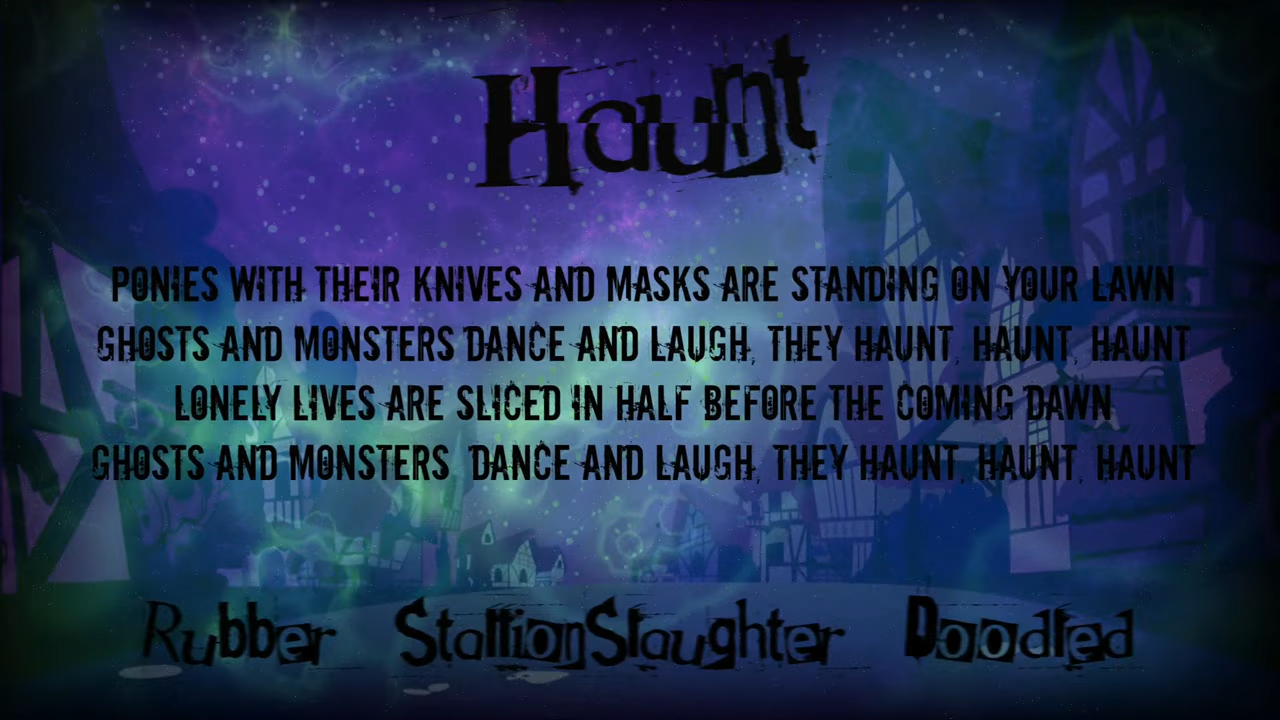 Haunt
PONIES WITH THEIR KNIVES AND MASKS ARE STANDING ON YOUR LAWN
GHOSTS AND MONSTERS DANCE AND LAUGH, THEY HAUNT, HAUNT, HAUNT
LONELY LIVES ARE SLICED IN HALF BEFORE THE COMING DAWN
GHOSTS AND MONSTERS DANCE AND LAUGH, THEY HAUNT, HAUNT, HAUNT
Rubber StallionSlaughter Doodled